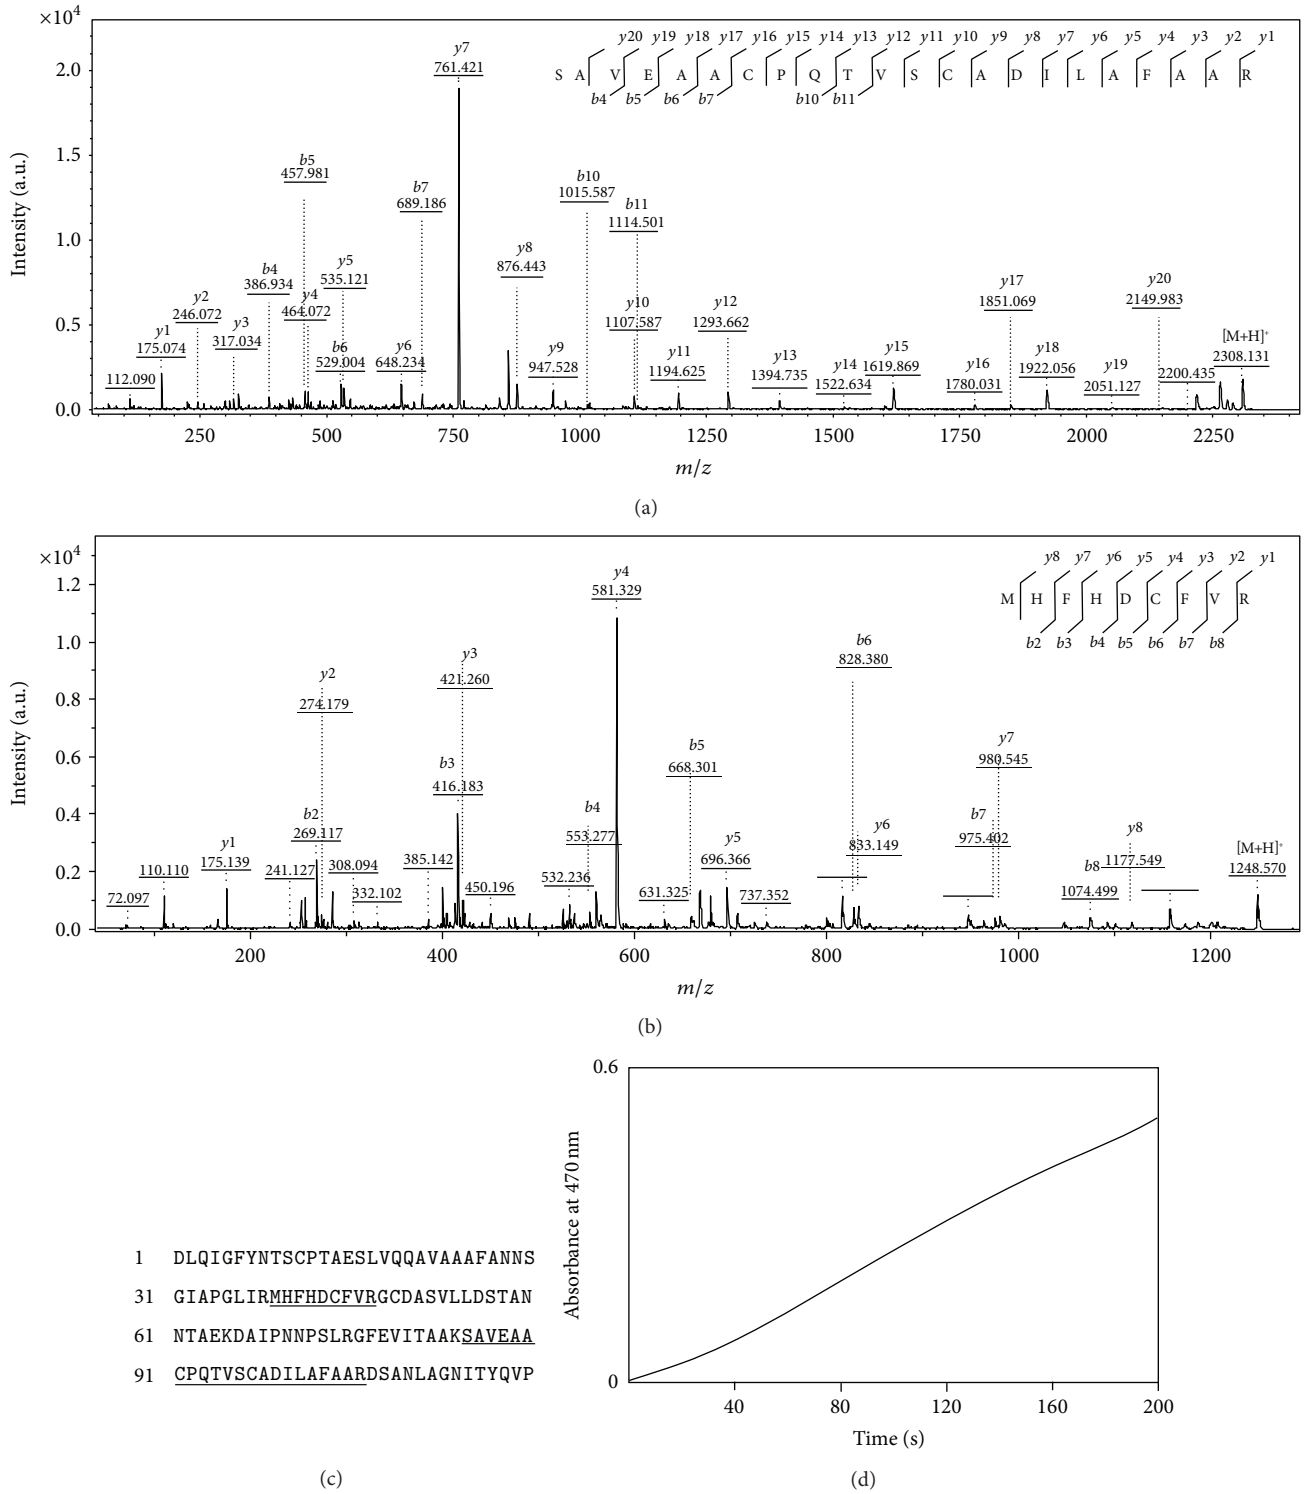 ×10⁴
Intensity (a.u.)
2.0
1.5
1.0
0.5
0.0
y20 y19 y18 y17 y16 y15 y14 y13 y12 y11 y10 y9 y8 y7 y6 y5 y4 y3 y2 y1
S A V E A A C P Q T V S C A D I L A F A A R
b4 b5 b6 b7 b10 b11
y7
761.421
b5
457.981
b7
689.186
b10
1015.587
b11
1114.501
b4
386.934
y5
535.121
y8
876.443
y2
246.072
y4
464.072
y10
1107.587
y12
1293.662
y17
1851.069
y20
2149.983
y1
175.074
y3
317.034
b6
529.004
y6
648.234
y9
947.528
y11
1194.625
y13
1394.735
y14
1522.634
y15
1619.869
y16
1780.031
y18
1922.056
y19
2051.127
2200.435
[M+H]⁺
2308.131
112.090
250 500 750 1000 1250 1500 1750 2000 2250
m/z
(a)
×10⁴
Intensity (a.u.)
1.2
1.0
0.8
0.6
0.4
0.2
0.0
y8 y7 y6 y5 y4 y3 y2 y1
M H F H D C F V R
b2 b3 b4 b5 b6 b7 b8
y4
581.329
y3
421.260
y2
274.179
b6
828.380
b3
416.183
b5
668.301
y7
980.545
b2
269.117
b4
553.277
y6
833.149
b7
975.402
y8
1177.549
y1
175.139
y5
696.366
b8
1074.499
[M+H]⁺
1248.570
72.097
110.110
241.127
308.094
332.102
385.142
450.196
532.236
631.325
737.352
200 400 600 800 1000 1200
m/z
(b)
1 DLQIGFYNTSCPTAESLVQQAVAAAFANNS
31 GIAPGLIRMHFHDCFVRGCDASVLLDSTAN
61 NTAEKDAIPNNPSLRGFEVITAAKSAVEAA
91 CPQTVSCADILAFAARDSANLAGNITYQVP
(c)
0.6
Absorbance at 470 nm
0
40 80 120 160 200
Time (s)
(d)